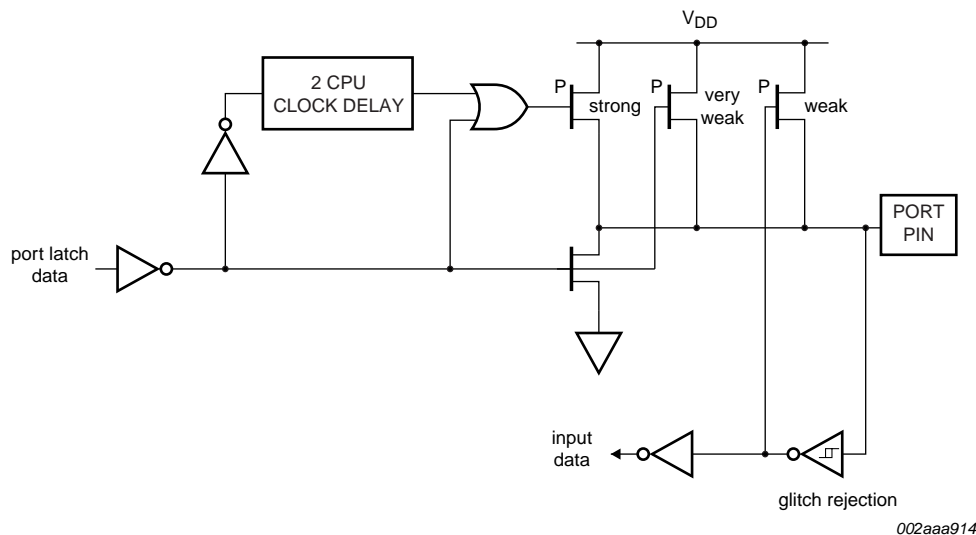 VDD
2 CPU
CLOCK DELAY
P
strong
P
very
weak
P
weak
PORT
PIN
port latch
data
input
data
glitch rejection
002aaa914